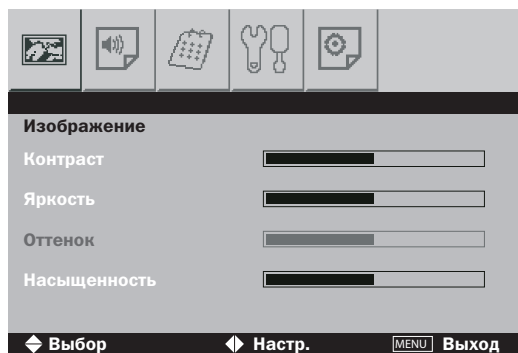 Изображение
Контраст
Яркость
Оттенок
Насыщенность
Выбор Настр. MENU Выход